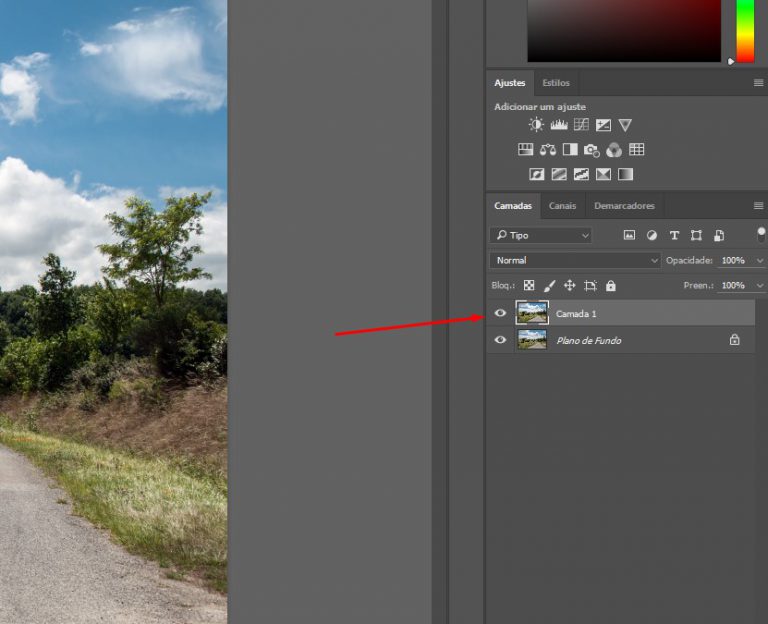 Ajustes Estilos
Adicionar um ajuste
Camadas Canais Demarcadores
Tipo
Normal Opacidade: 100%
Bloq.: Preen.: 100%
Camada 1
Plano de Fundo